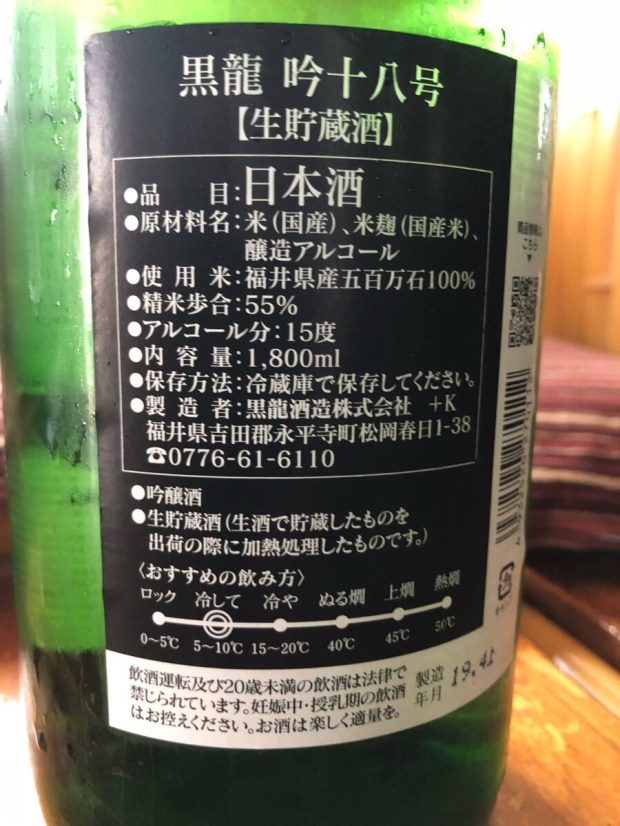 黒龍 吟十八号
【生貯蔵酒】
●品　目:日本酒
●原材料名:米(国産)、米麹(国産米)、
醸造アルコール
●使用米:福井県産五百万石100%
●精米歩合:55%
●アルコール分:15度
●内容量:1,800ml
●保存方法:冷蔵庫で保存してください。
●製造者:黒龍酒造株式会社 +K
福井県吉田郡永平寺町松岡春日1-38
☎0776-61-6110
●吟醸酒
●生貯蔵酒(生酒で貯蔵したものを
出荷の際に加熱処理したものです。)
〈おすすめの飲み方〉
ロック 冷して 冷や ぬる燗 上燗 熱燗
0~5℃ 5~10℃ 15~20℃ 40℃ 45℃ 50℃
飲酒運転及び20歳未満の飲酒は法律で
禁じられています。妊娠中・授乳期の飲酒
はお控えください。お酒は楽しく適量を。
製造
年月
商品情報は
こちら
▼